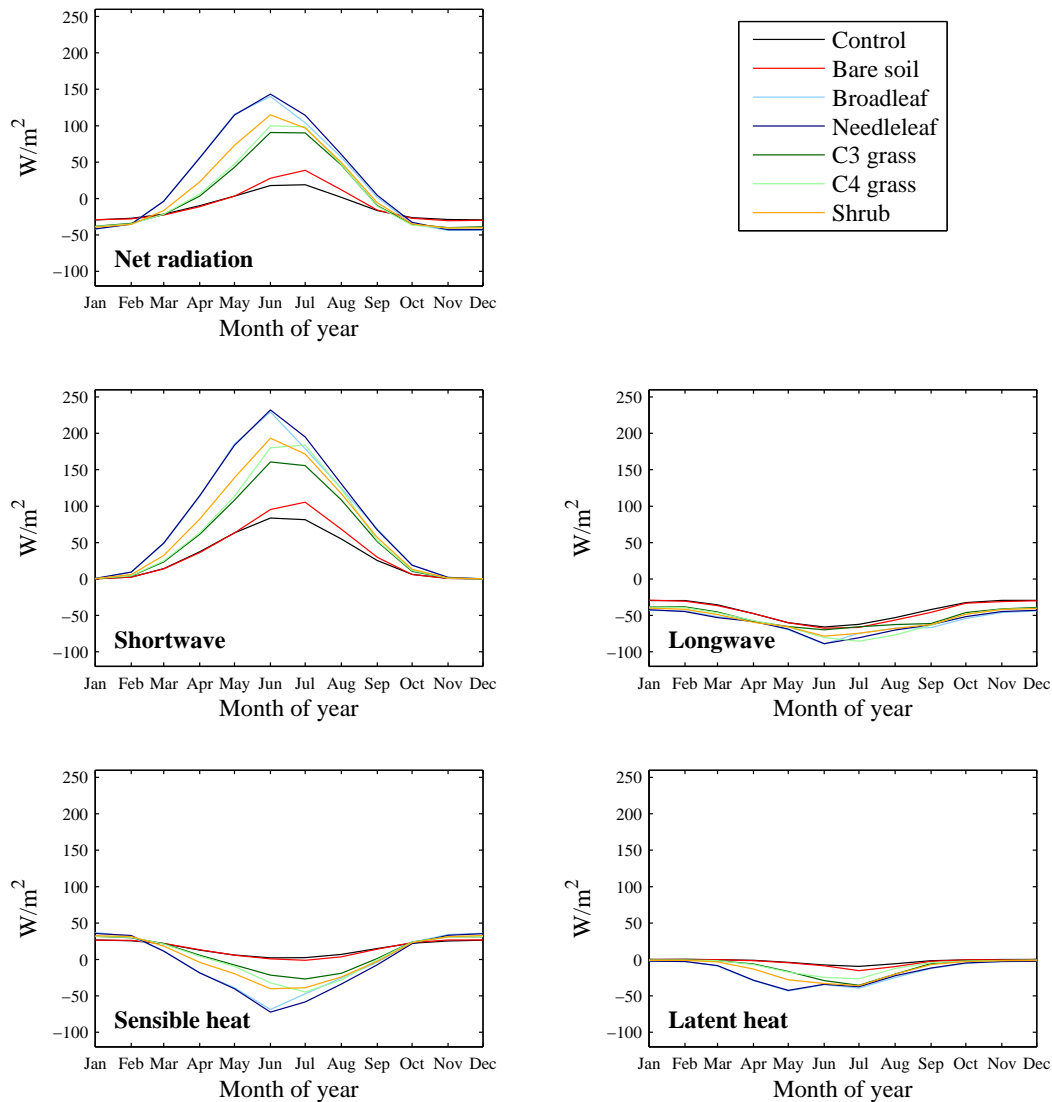 250
200
150
100
50
0
−50
−100
W/m2
Net radiation
Jan Feb Mar Apr May Jun Jul Aug Sep Oct Nov Dec
Month of year
Control
Bare soil
Broadleaf
Needleleaf
C3 grass
C4 grass
Shrub
250
200
150
100
50
0
−50
−100
W/m2
Shortwave
Jan Feb Mar Apr May Jun Jul Aug Sep Oct Nov Dec
Month of year
250
200
150
100
50
0
−50
−100
W/m2
Longwave
Jan Feb Mar Apr May Jun Jul Aug Sep Oct Nov Dec
Month of year
250
200
150
100
50
0
−50
−100
W/m2
Sensible heat
Jan Feb Mar Apr May Jun Jul Aug Sep Oct Nov Dec
Month of year
250
200
150
100
50
0
−50
−100
W/m2
Latent heat
Jan Feb Mar Apr May Jun Jul Aug Sep Oct Nov Dec
Month of year